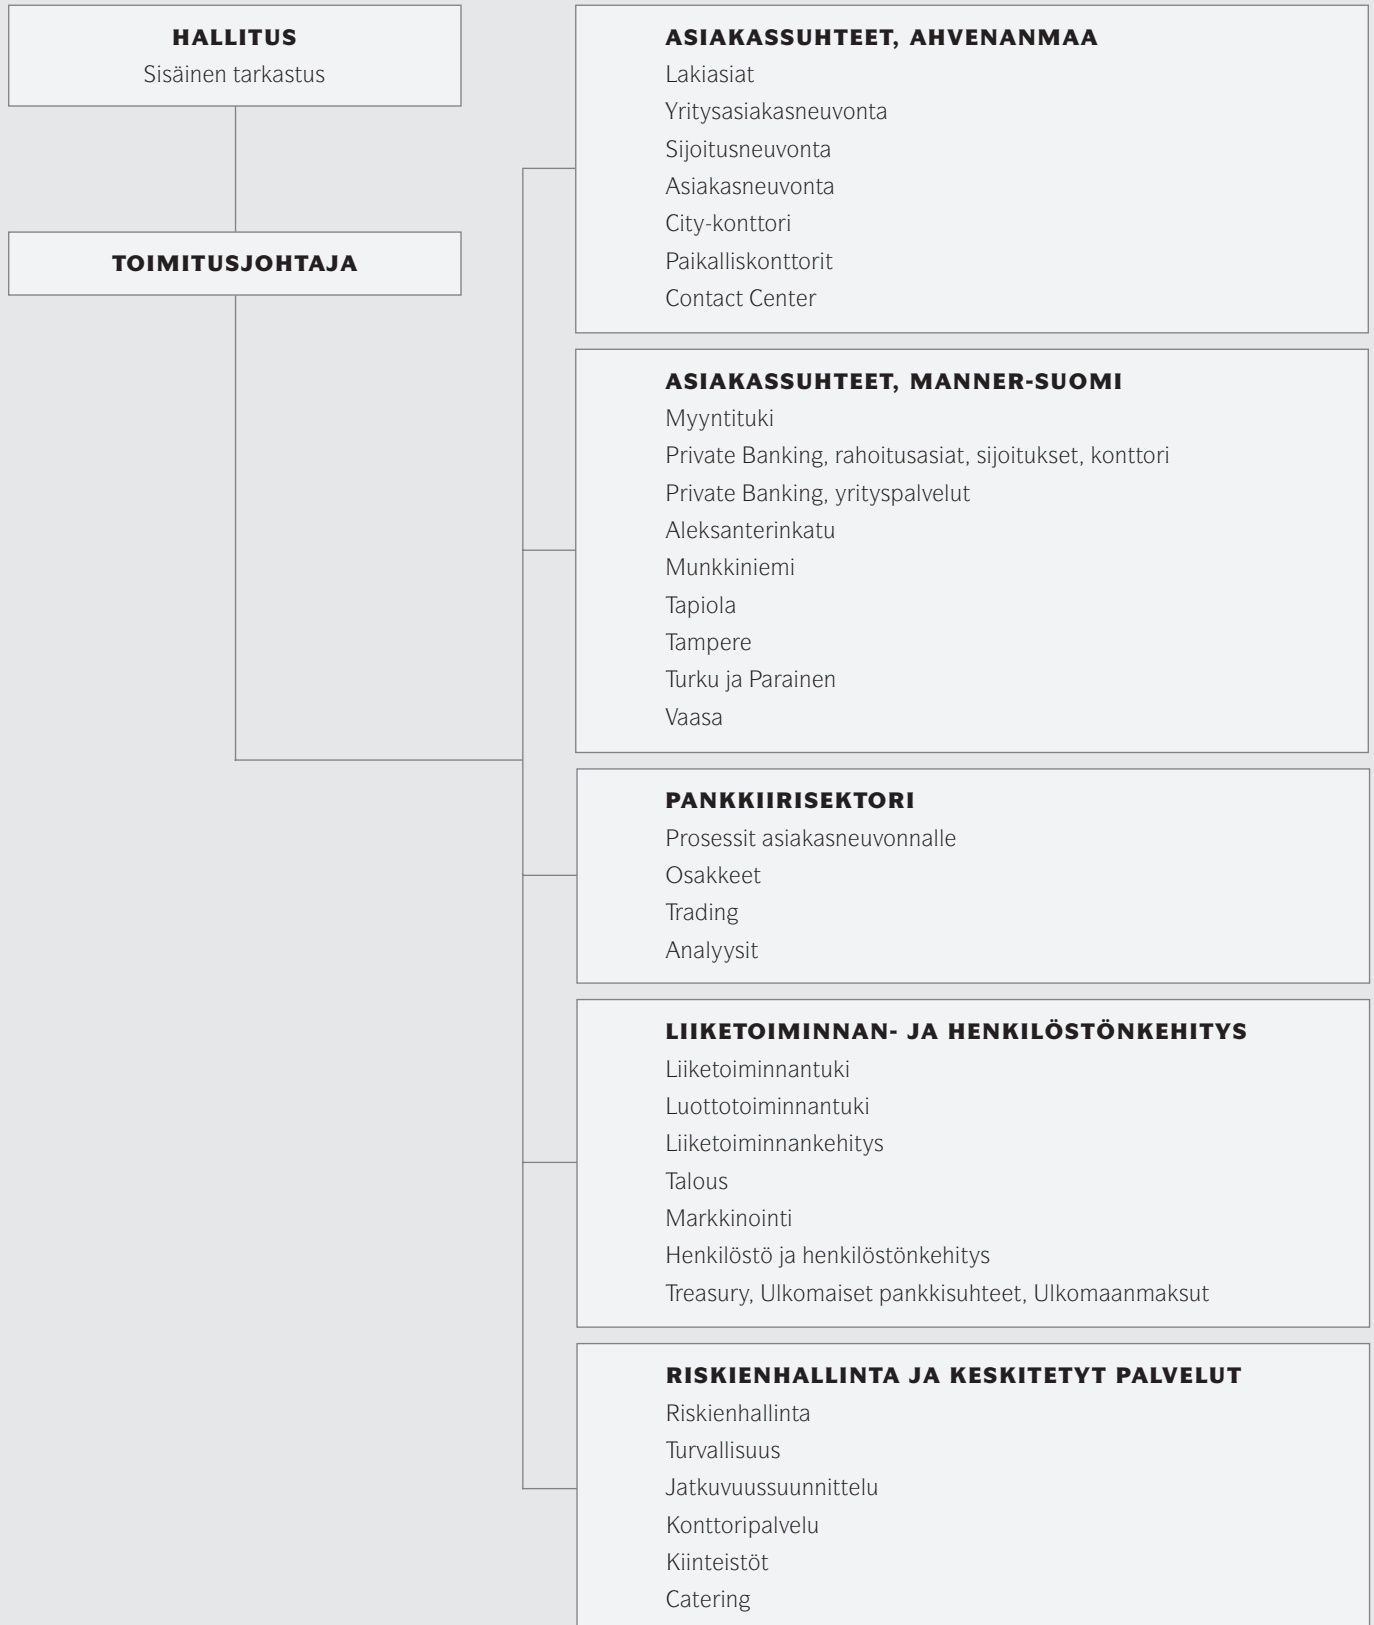 HALLITUS
Sisäinen tarkastus
TOIMITUSJOHTAJA
ASIAKASSUHTEET, AHVENANMAA
Lakiasiat
Yritysasiakasneuvonta
Sijoitusneuvonta
Asiakasneuvonta
City-konttori
Paikalliskonttorit
Contact Center
ASIAKASSUHTEET, MANNER-SUOMI
Myyntituki
Private Banking, rahoitusasiat, sijoitukset, konttori
Private Banking, yrityspalvelut
Aleksanterinkatu
Munkkiniemi
Tapiola
Tampere
Turku ja Parainen
Vaasa
PANKKIIRISEKTORI
Prosessit asiakasneuvonnalle
Osakkeet
Trading
Analyysit
LIIKETOIMINNAN- JA HENKILÖSTÖNKEHITYS
Liiketoiminnantuki
Luottotoiminnantuki
Liiketoiminnankehitys
Talous
Markkinointi
Henkilöstö ja henkilöstönkehitys
Treasury, Ulkomaiset pankkisuhteet, Ulkomaanmaksut
RISKIENHALLINTA JA KESKITETYT PALVELUT
Riskienhallinta
Turvallisuus
Jatkuvuussuunnittelu
Konttoripalvelu
Kiinteistöt
Catering